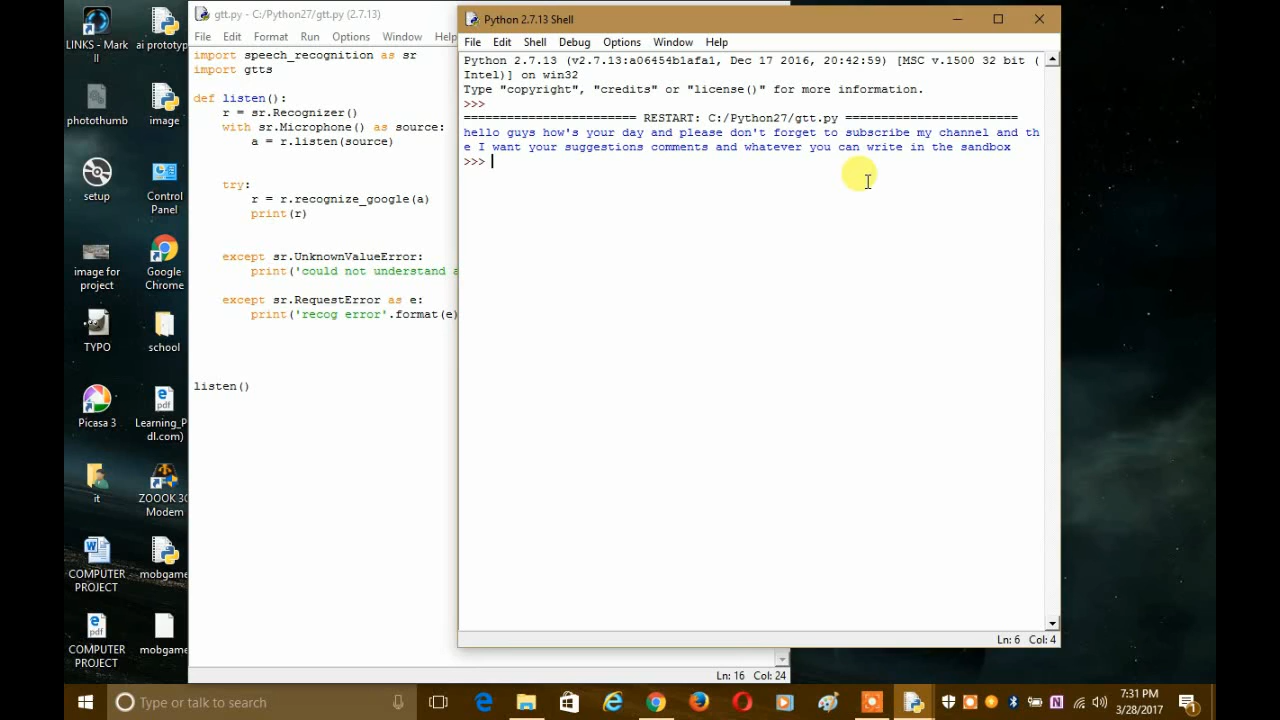 LINKS - Mark
II
ai prototyp
photothumb
image
setup
Control
Panel
image for
project
Google
Chrome
TYPO
school
Picasa 3
Learning_P
dl.com)
it
ZOOOK 3G
Modem
COMPUTER
PROJECT
mobgame
COMPUTER
PROJECT
mobgame
gtt.py - C:/Python27/gtt.py (2.7.13)
File Edit Format Run Options Window Help
import speech_recognition as sr
import gtts
def listen():
r = sr.Recognizer()
with sr.Microphone() as source:
a = r.listen(source)
try:
r = r.recognize_google(a)
print(r)
except sr.UnknownValueError:
print('could not understand a
except sr.RequestError as e:
print('recog error'.format(e)
listen()
Ln: 16 Col: 24
Python 2.7.13 Shell
File Edit Shell Debug Options Window Help
Python 2.7.13 (v2.7.13:a06454b1afa1, Dec 17 2016, 20:42:59) [MSC v.1500 32 bit (
Intel)] on win32
Type "copyright", "credits" or "license()" for more information.
>>>
======================== RESTART: C:/Python27/gtt.py ========================
hello guys how's your day and please don't forget to subscribe my channel and th
e I want your suggestions comments and whatever you can write in the sandbox
>>>
Ln: 6 Col: 4
Type or talk to search
7:31 PM
3/28/2017